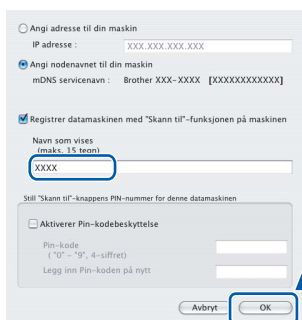 Angi adresse til din maskin
IP adresse : XXX.XXX.XXX.XXX
Angi nodenavnet til din maskin
mDNS servicenavn : Brother XXX-XXXX [XXXXXXXXXXXX]
Registrer datamaskinen med "Skann til"-funksjonen på maskinen
Navn som vises
(maks. 15 tegn)
XXXX
Still "Skann til"-knappens PIN-nummer for denne datamaskinen
Aktiverer Pin-kodebeskyttelse
Pin-kode
( "0" – "9", 4-siffret)
Legg inn Pin-koden på nytt
Avbryt OK